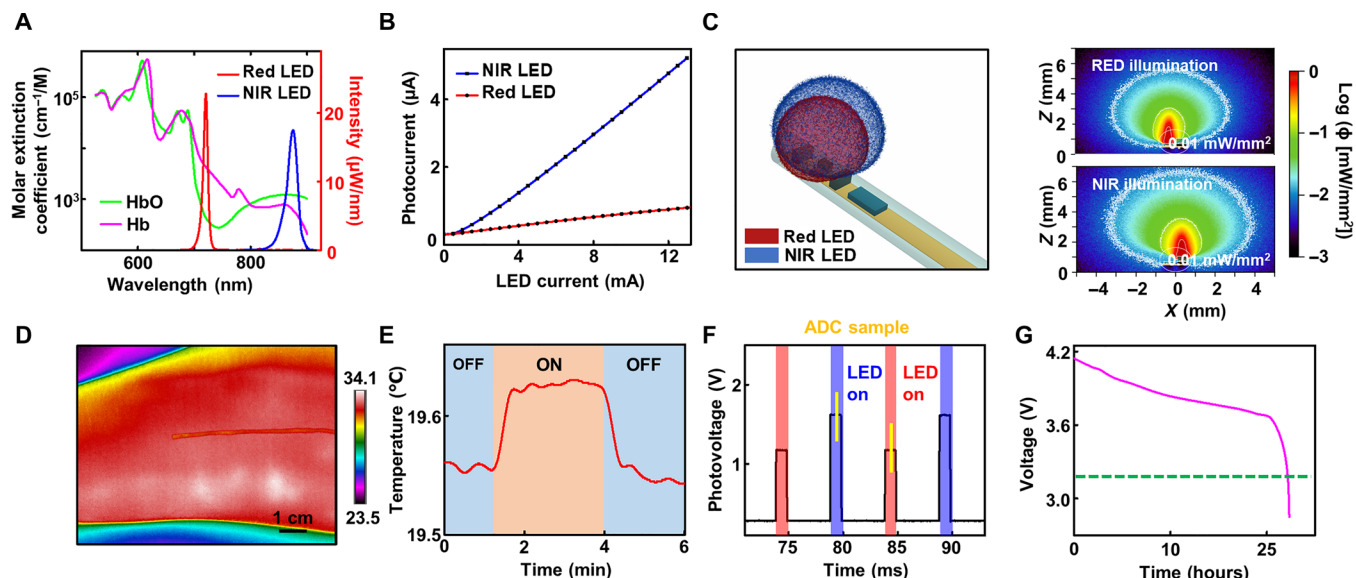 A
Molar extinction
coefficient (cm⁻¹/M)
10⁵
10³
Red LED
NIR LED
HbO
Hb
20
10
0
Intensity (μW/nm)
600
800
Wavelength (nm)
B
Photocurrent (μA)
4
2
0
NIR LED
Red LED
0
4
8
12
LED current (mA)
C
Red LED
NIR LED
RED illumination
0.01 mW/mm²
Z (mm)
6
4
2
0
NIR illumination
0.01 mW/mm²
Z (mm)
6
4
2
0
−4
−2
0
2
4
X (mm)
0
−1
−2
−3
Log (ϕ [mW/mm²])
D
34.1
23.5
1 cm
E
Temperature (°C)
19.6
19.5
OFF
ON
OFF
0
2
4
6
Time (min)
F
ADC sample
Photovoltage (V)
2
1
LED
on
LED
on
75
80
85
90
Time (ms)
G
Voltage (V)
4.2
3.6
3.0
0
10
25
Time (hours)